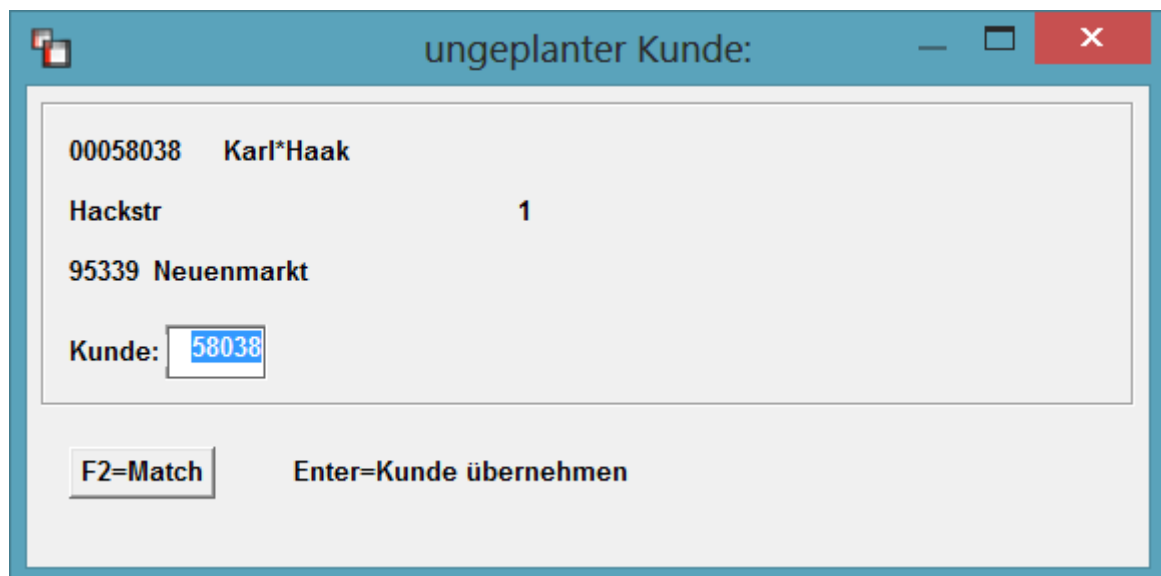 ungeplanter Kunde:
00058038 Karl*Haak
Hackstr 1
95339 Neuenmarkt
Kunde: 58038
F2=Match Enter=Kunde übernehmen